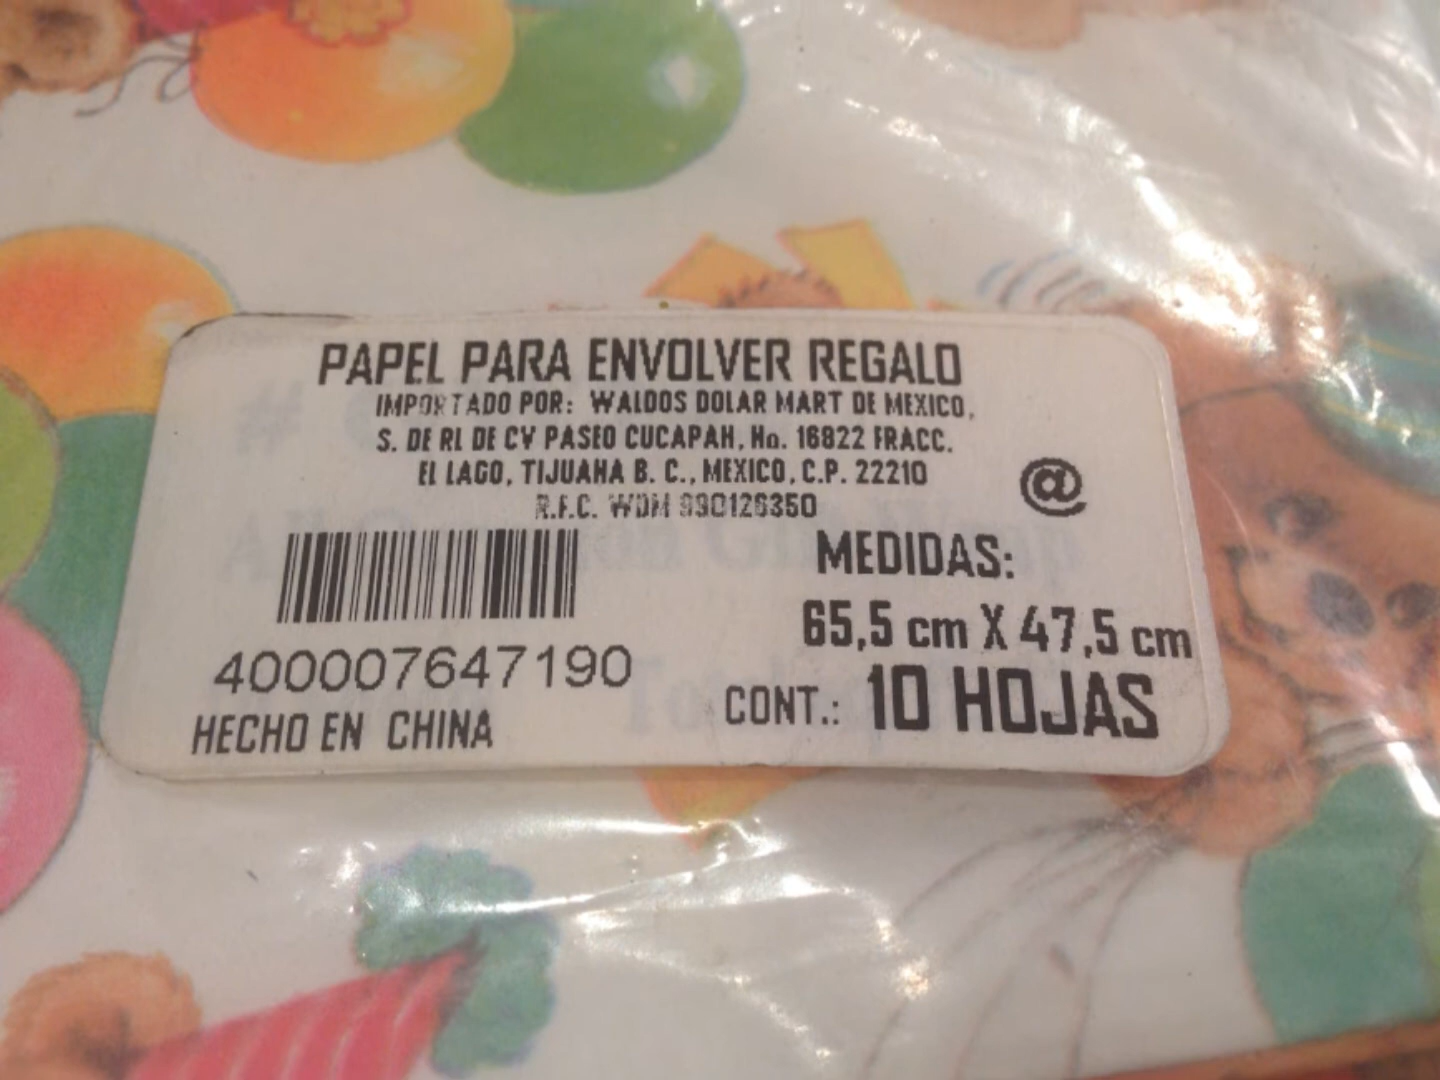 PAPEL PARA ENVOLVER REGALO
IMPORTADO POR: WALDOS DOLAR MART DE MEXICO,
S. DE RL DE CV PASEO CUCAPAH, No. 16822 FRACC.
EL LAGO, TIJUANA B. C., MEXICO, C.P. 22210
R.F.C. WDM 990126350
@
MEDIDAS:
65,5 cm X 47,5 cm
400007647190
CONT.: 10 HOJAS
HECHO EN CHINA